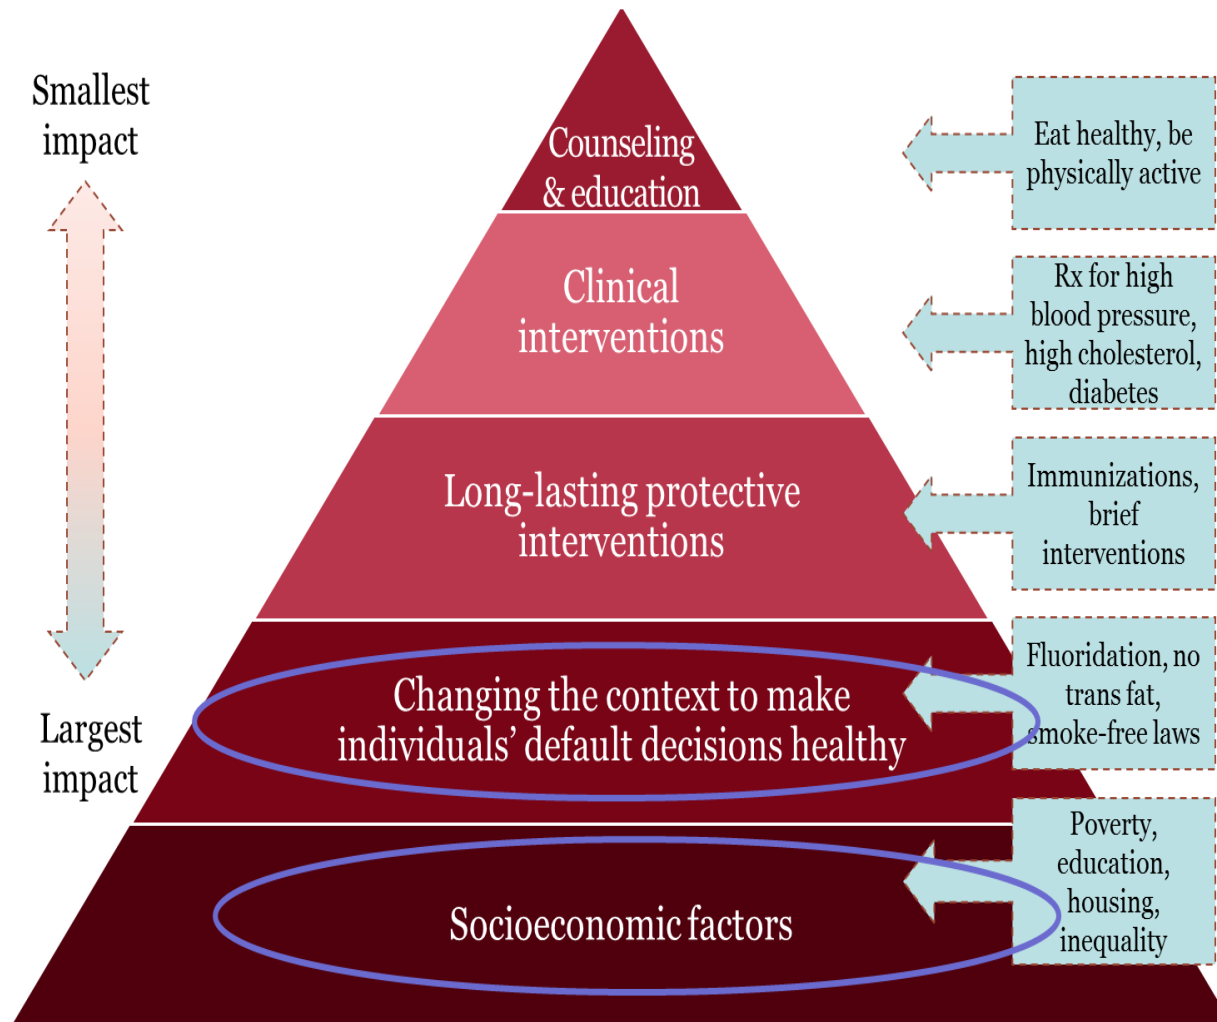 Smallest
impact
Largest
impact
Counseling
& education
Clinical
interventions
Long-lasting protective
interventions
Changing the context to make
individuals’ default decisions healthy
Socioeconomic factors
Eat healthy, be
physically active
Rx for high
blood pressure,
high cholesterol,
diabetes
Immunizations,
brief
interventions
Fluoridation, no
trans fat,
smoke-free laws
Poverty,
education,
housing,
inequality